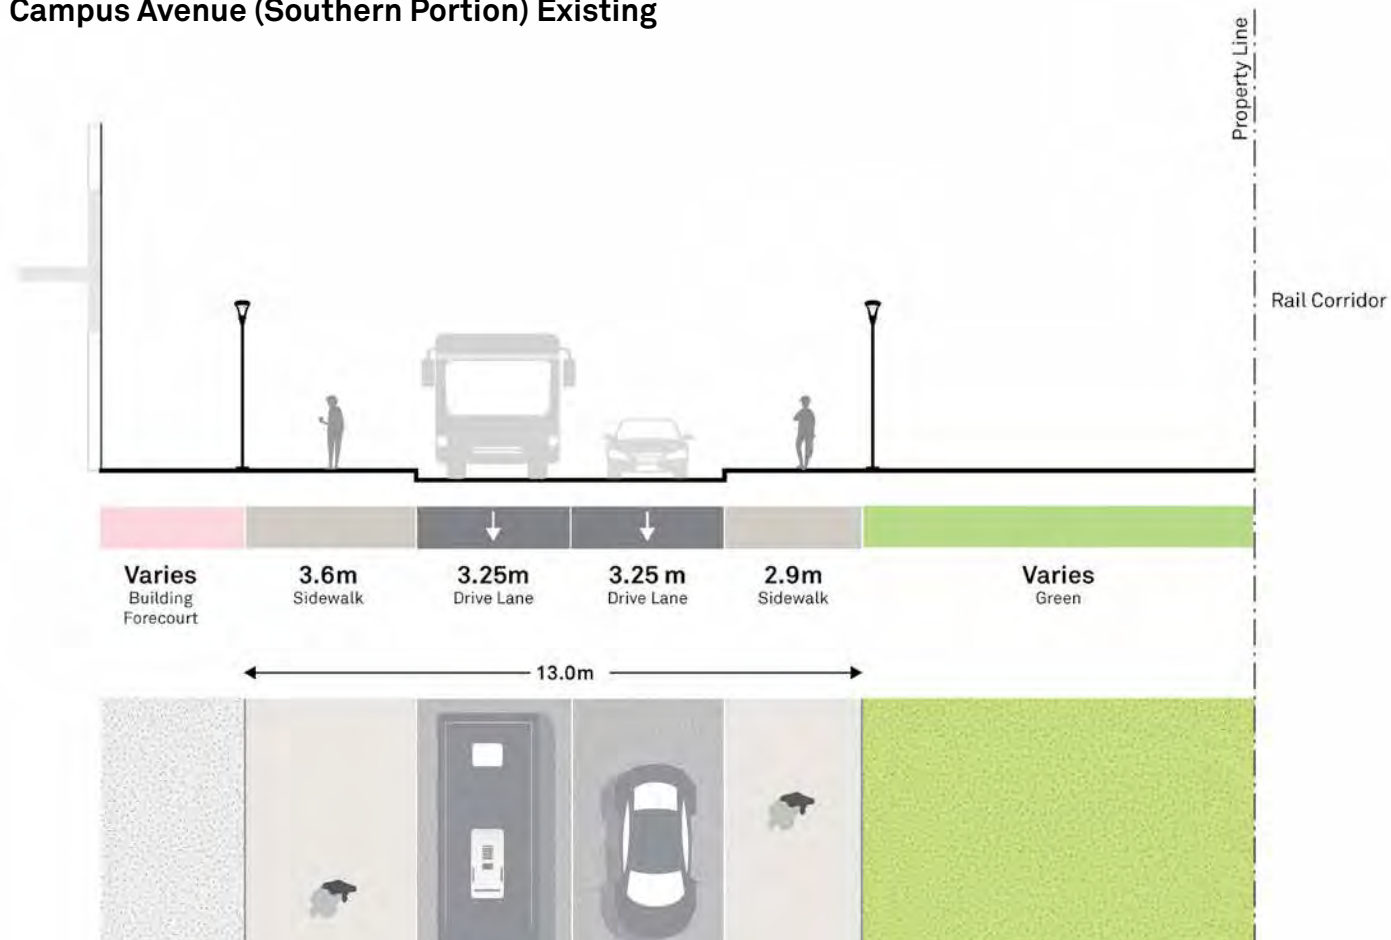 Campus Avenue (Southern Portion) Existing
Property Line
Rail Corridor
Varies
Building
Forecourt
3.6m
Sidewalk
3.25m
Drive Lane
3.25 m
Drive Lane
2.9m
Sidewalk
Varies
Green
13.0m